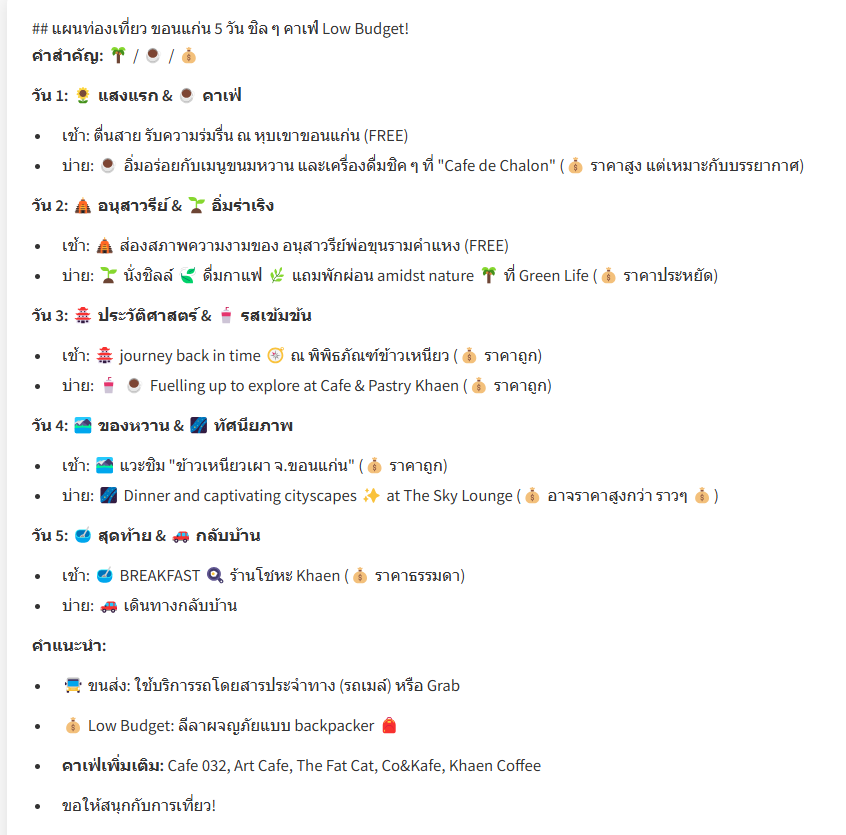 ## แผนท่องเที่ยว ขอนแก่น 5 วัน ชิล ๆ คาเฟ่ Low Budget!
คำสำคัญ: 🌴 / ☕ / 💰
วัน 1: 🌻 แสงแรก & ☕ คาเฟ่
• เช้า: ตื่นสาย รับความร่มรื่น ณ หุบเขาขอนแก่น (FREE)
• บ่าย: ☕ อิ่มอร่อยกับเมนูขนมหวาน และเครื่องดื่มชิค ๆ ที่ "Cafe de Chalon" (💰 ราคาสูง แต่เหมาะกับบรรยากาศ)
วัน 2: 🛖 อนุสาวรีย์ & 🌱 อิ่มร่าเริง
• เช้า: 🛖 ส่องสภาพความงามของ อนุสาวรีย์พ่อขุนรามคำแหง (FREE)
• บ่าย: 🌱 นั่งชิลล์ 🍃 ดื่มกาแฟ 🌿 แถมพักผ่อน amidst nature 🌴 ที่ Green Life (💰 ราคาประหยัด)
วัน 3: 🏯 ประวัติศาสตร์ & 🥤 รสเข้มข้น
• เช้า: 🏯 journey back in time 🧭 ณ พิพิธภัณฑ์ข้าวเหนียว (💰 ราคาถูก)
• บ่าย: 🥤 ☕ Fuelling up to explore at Cafe & Pastry Khaen (💰 ราคาถูก)
วัน 4: 🏞️ ของหวาน & 🌌 ทัศนียภาพ
• เช้า: 🏞️ แวะชิม "ข้าวเหนียวเผา จ.ขอนแก่น" (💰 ราคาถูก)
• บ่าย: 🌌 Dinner and captivating cityscapes ✨ at The Sky Lounge (💰 อาจราคาสูงกว่า ราวๆ 💰)
วัน 5: 🥣 สุดท้าย & 🚗 กลับบ้าน
• เช้า: 🥣 BREAKFAST 🍳 ร้านโชหะ Khaen (💰 ราคาธรรมดา)
• บ่าย: 🚗 เดินทางกลับบ้าน
คำแนะนำ:
• 🚍 ขนส่ง: ใช้บริการรถโดยสารประจำทาง (รถเมล์) หรือ Grab
• 💰 Low Budget: ลีลาผจญภัยแบบ backpacker 🎒
• คาเฟ่เพิ่มเติม: Cafe 032, Art Cafe, The Fat Cat, Co&Kafe, Khaen Coffee
• ขอให้สนุกกับการเที่ยว!